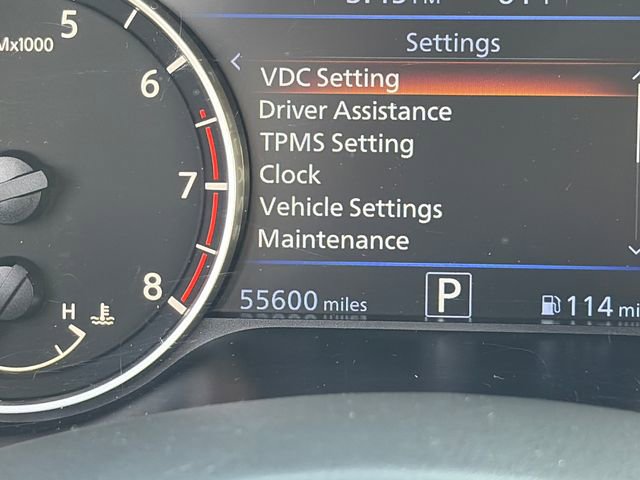 5
Mx1000
Settings
6
VDC Setting
Driver Assistance
TPMS Setting
7
Clock
Vehicle Settings
Maintenance
8
55600 miles
P
114 mi
H